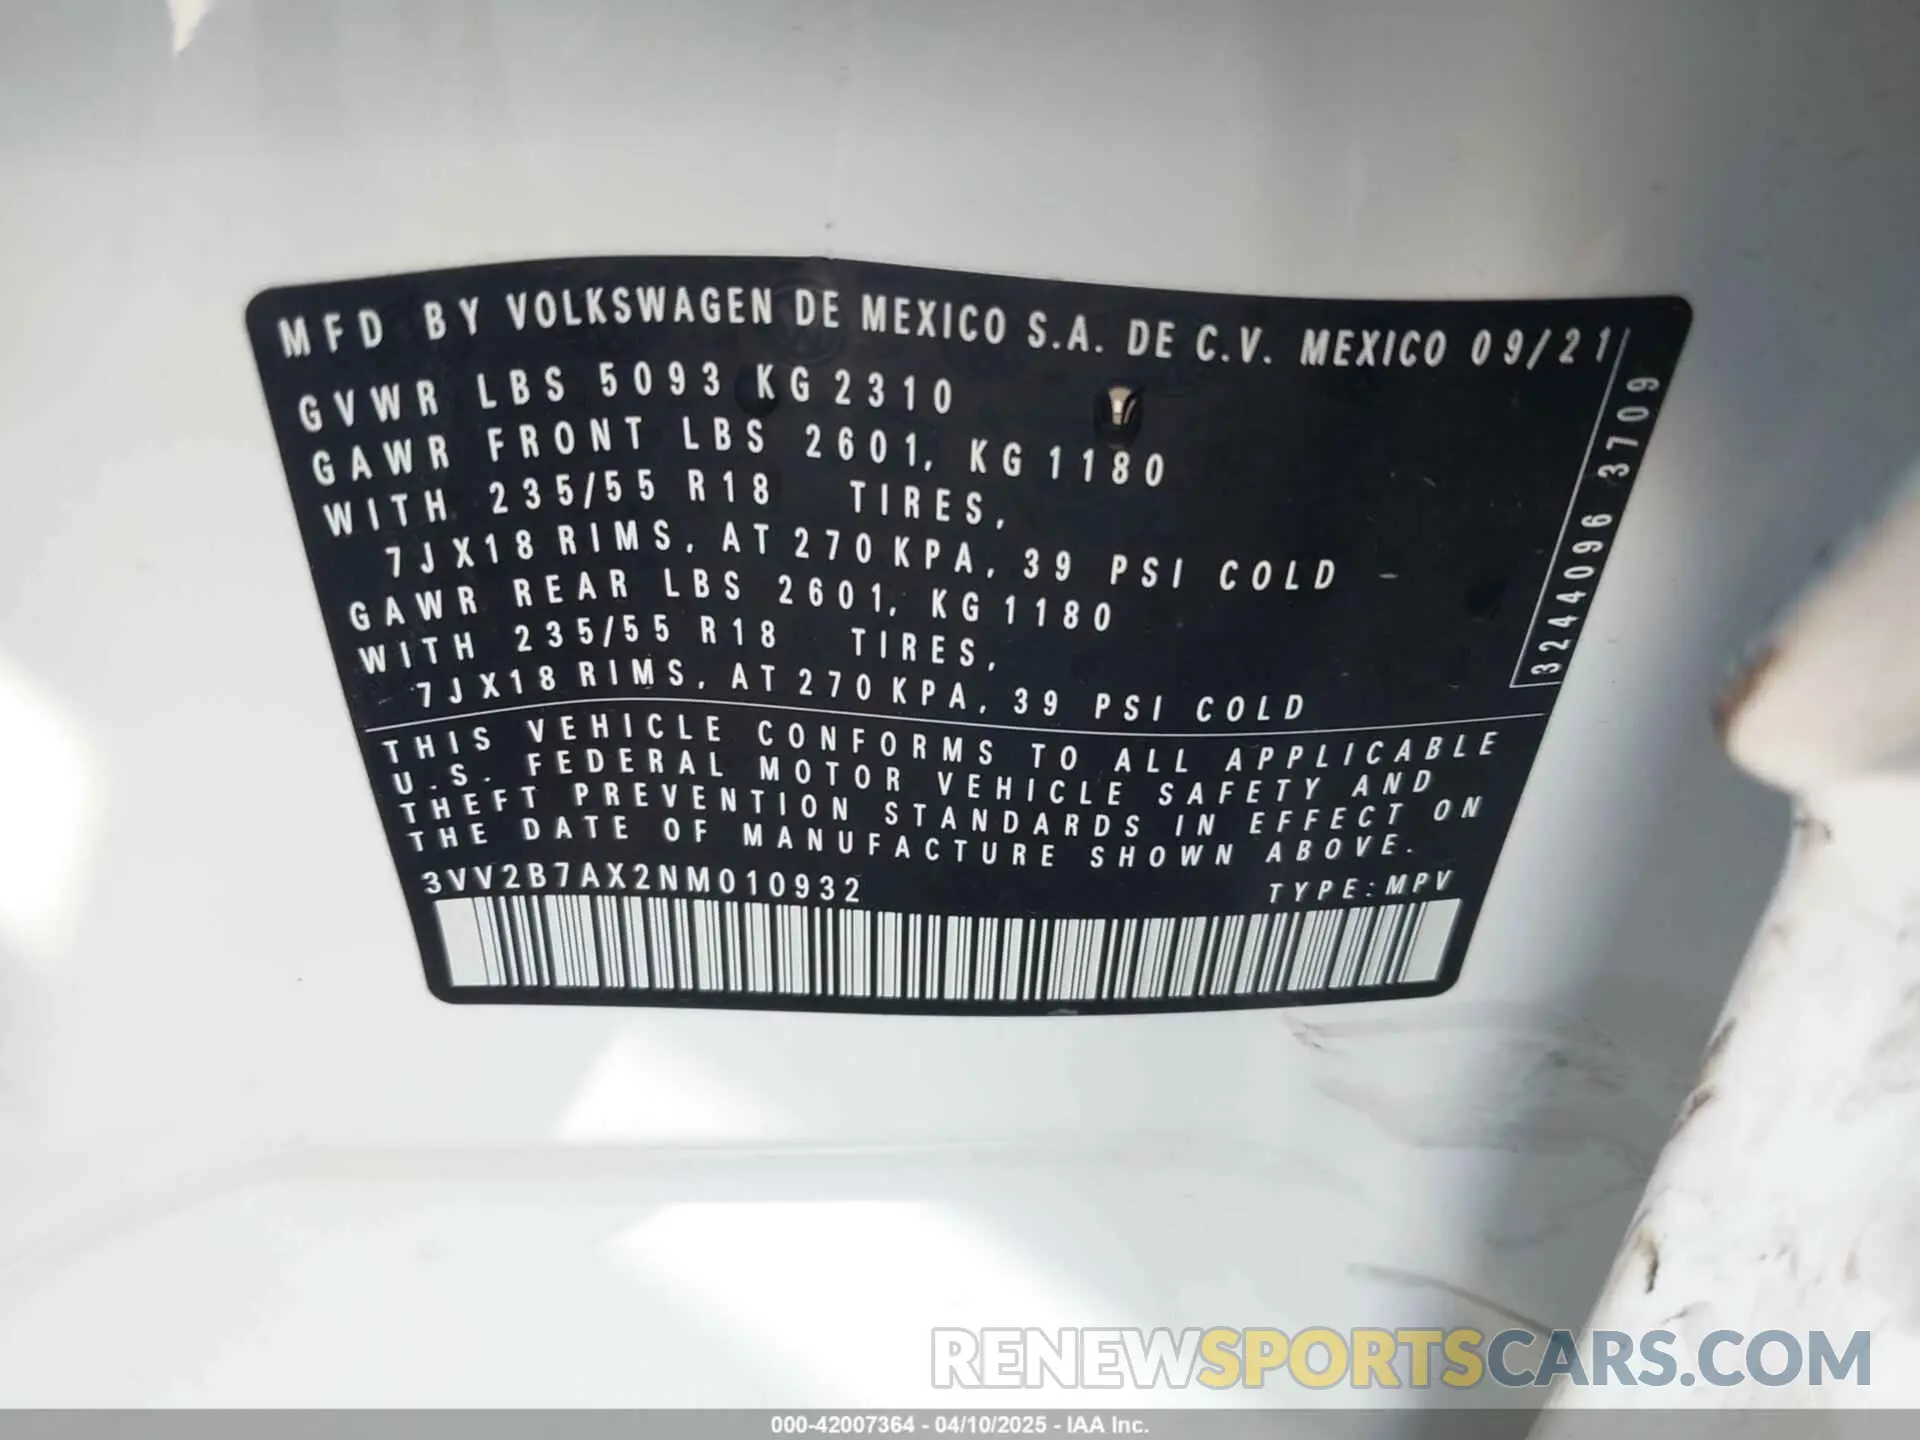 MFD BY VOLKSWAGEN DE MEXICO S.A. DE C.V. MEXICO 09/21
GVWR LBS 5093 KG 2310
GAWR FRONT LBS 2601, KG 1180
WITH 235/55 R18 TIRES,
7JX18 RIMS, AT 270 KPA, 39 PSI COLD
GAWR REAR LBS 2601, KG 1180
WITH 235/55 R18 TIRES,
7JX18 RIMS, AT 270 KPA, 39 PSI COLD
3244096 3709
THIS VEHICLE CONFORMS TO ALL APPLICABLE
U.S. FEDERAL MOTOR VEHICLE SAFETY AND
THEFT PREVENTION STANDARDS IN EFFECT ON
THE DATE OF MANUFACTURE SHOWN ABOVE.
3VV2B7AX2NM010932 TYPE:MPV
RENEWSPORTSCARS.COM
000-42007364 - 04/10/2025 - IAA Inc.